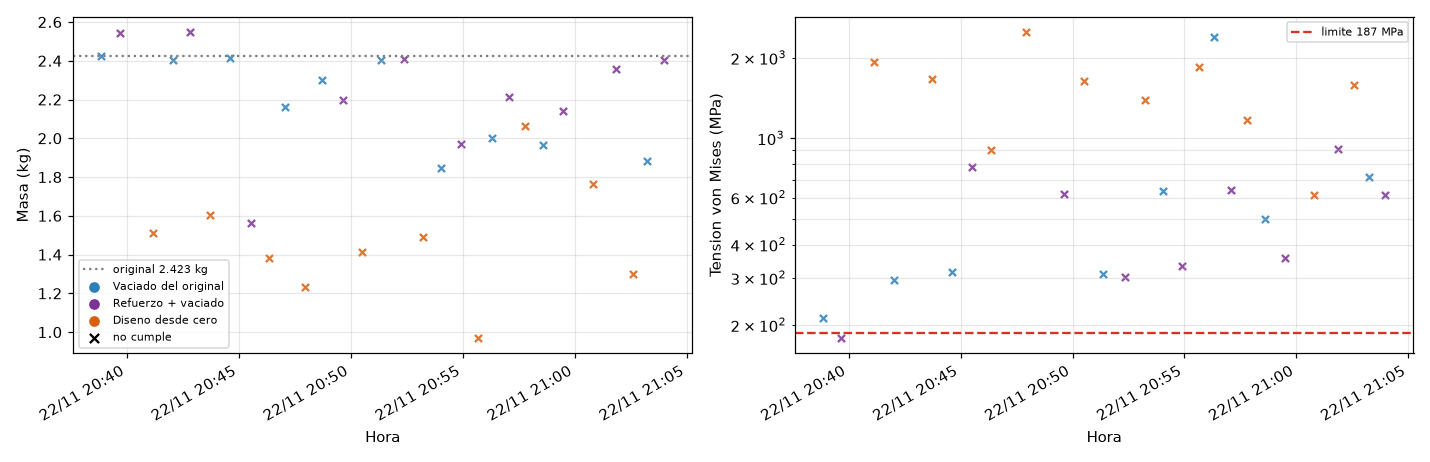 2.6
2.4
2.2
2.0
1.8
1.6
1.4
1.2
1.0
Masa (kg)
original 2.423 kg
Vaciado del original
Refuerzo + vaciado
Diseno desde cero
no cumple
22/11 20:40
22/11 20:45
22/11 20:50
22/11 20:55
22/11 21:00
22/11 21:05
Hora
limite 187 MPa
2 × 10³
10³
6 × 10²
4 × 10²
3 × 10²
2 × 10²
Tension von Mises (MPa)
22/11 20:40
22/11 20:45
22/11 20:50
22/11 20:55
22/11 21:00
22/11 21:05
Hora